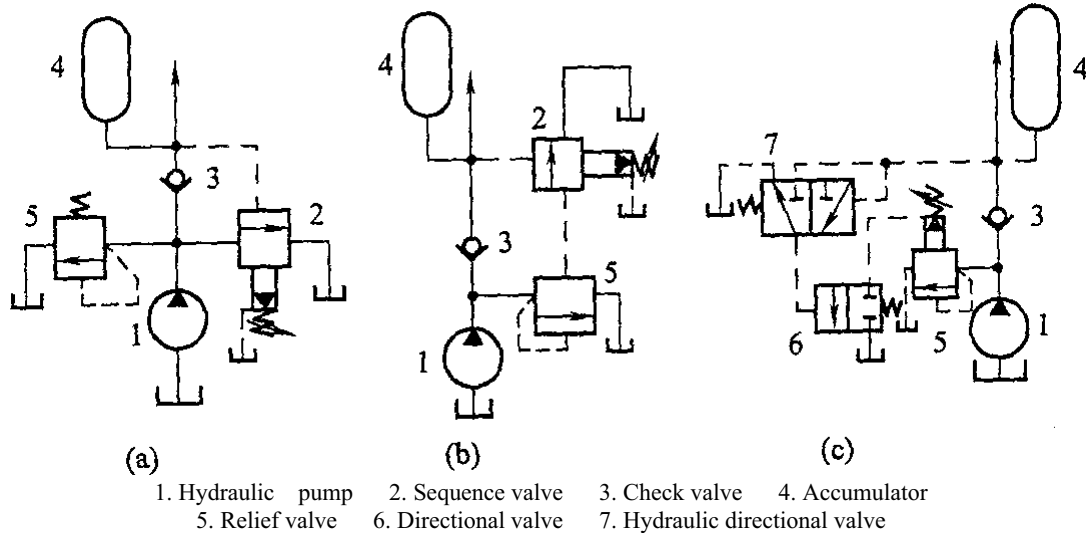 4 5 3 2 1
4 2 3 5 1
4 7 3 6 5 1
(a) (b) (c)
1. Hydraulic pump 2. Sequence valve 3. Check valve 4. Accumulator
5. Relief valve 6. Directional valve 7. Hydraulic directional valve